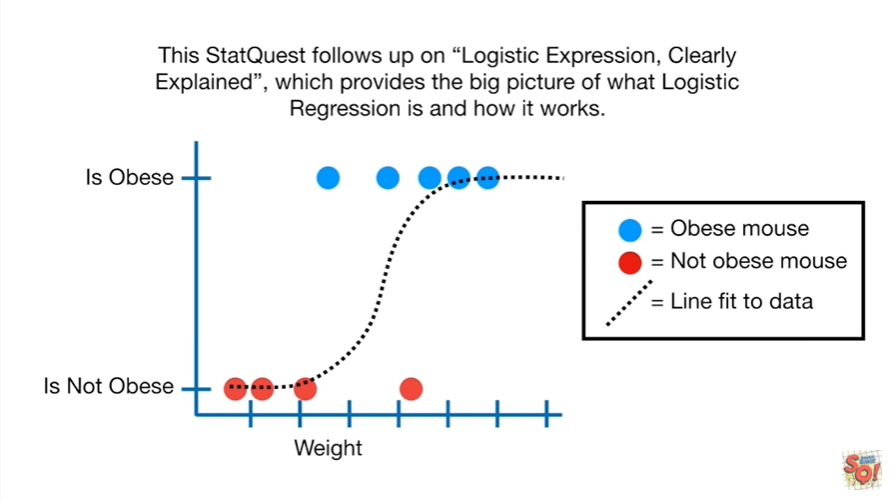 This StatQuest follows up on “Logistic Expression, Clearly
Explained”, which provides the big picture of what Logistic
Regression is and how it works.
Is Obese
= Obese mouse
= Not obese mouse
= Line fit to data
Is Not Obese
Weight
SQ!